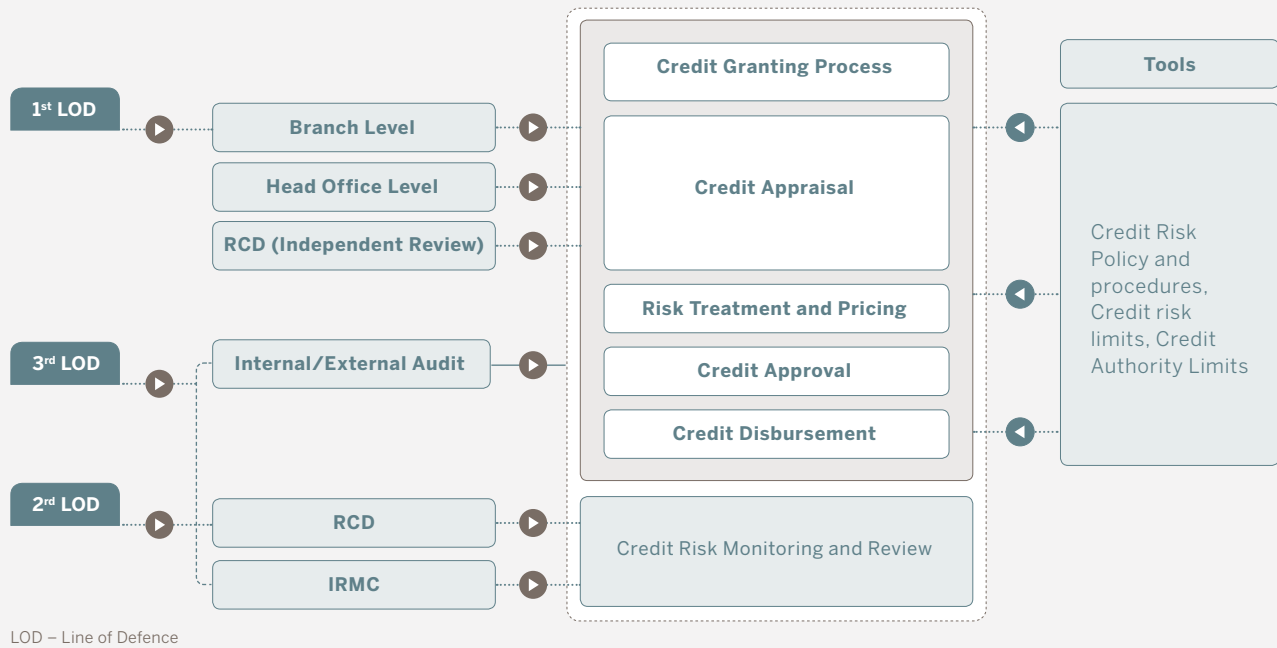 1st LOD
Branch Level
Head Office Level
RCD (Independent Review)
3rd LOD
Internal/External Audit
2nd LOD
RCD
IRMC
Credit Granting Process
Credit Appraisal
Risk Treatment and Pricing
Credit Approval
Credit Disbursement
Credit Risk Monitoring and Review
Tools
Credit Risk
Policy and
procedures,
Credit risk
limits, Credit
Authority Limits
LOD – Line of Defence